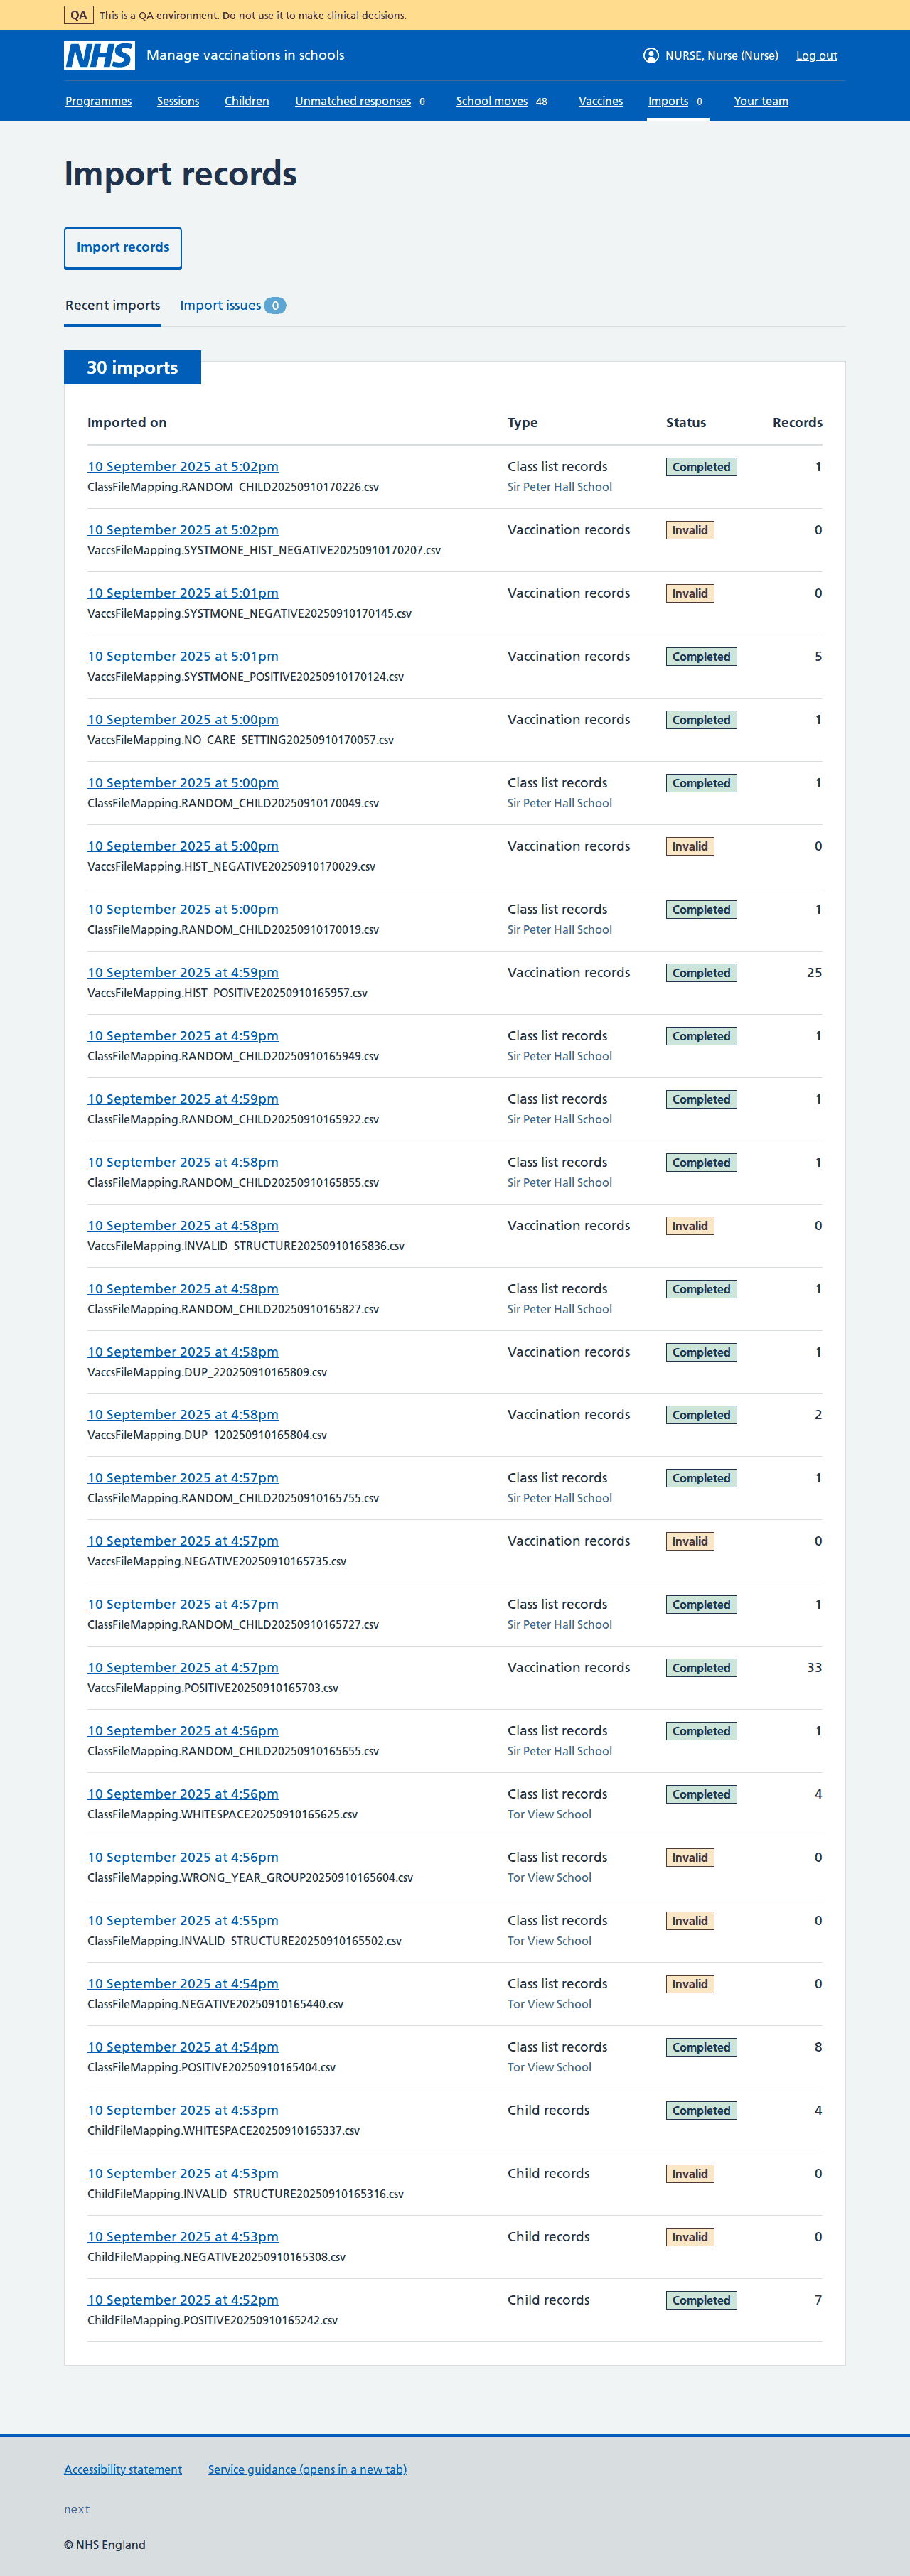 QA This is a QA environment. Do not use it to make clinical decisions.
NHS Manage vaccinations in schools NURSE, Nurse (Nurse) Log out
Programmes Sessions Children Unmatched responses 0 School moves 48 Vaccines Imports 0 Your team
Import records
Import records
Recent imports Import issues 0
30 imports
Imported on Type Status Records
10 September 2025 at 5:02pm Class list records Completed 1
ClassFileMapping.RANDOM_CHILD20250910170226.csv Sir Peter Hall School
10 September 2025 at 5:02pm Vaccination records Invalid 0
VaccsFileMapping.SYSTMONE_HIST_NEGATIVE20250910170207.csv
10 September 2025 at 5:01pm Vaccination records Invalid 0
VaccsFileMapping.SYSTMONE_NEGATIVE20250910170145.csv
10 September 2025 at 5:01pm Vaccination records Completed 5
VaccsFileMapping.SYSTMONE_POSITIVE20250910170124.csv
10 September 2025 at 5:00pm Vaccination records Completed 1
VaccsFileMapping.NO_CARE_SETTING20250910170057.csv
10 September 2025 at 5:00pm Class list records Completed 1
ClassFileMapping.RANDOM_CHILD20250910170049.csv Sir Peter Hall School
10 September 2025 at 5:00pm Vaccination records Invalid 0
VaccsFileMapping.HIST_NEGATIVE20250910170029.csv
10 September 2025 at 5:00pm Class list records Completed 1
ClassFileMapping.RANDOM_CHILD20250910170019.csv Sir Peter Hall School
10 September 2025 at 4:59pm Vaccination records Completed 25
VaccsFileMapping.HIST_POSITIVE20250910165957.csv
10 September 2025 at 4:59pm Class list records Completed 1
ClassFileMapping.RANDOM_CHILD20250910165949.csv Sir Peter Hall School
10 September 2025 at 4:59pm Class list records Completed 1
ClassFileMapping.RANDOM_CHILD20250910165922.csv Sir Peter Hall School
10 September 2025 at 4:58pm Class list records Completed 1
ClassFileMapping.RANDOM_CHILD20250910165855.csv Sir Peter Hall School
10 September 2025 at 4:58pm Vaccination records Invalid 0
VaccsFileMapping.INVALID_STRUCTURE20250910165836.csv
10 September 2025 at 4:58pm Class list records Completed 1
ClassFileMapping.RANDOM_CHILD20250910165827.csv Sir Peter Hall School
10 September 2025 at 4:58pm Vaccination records Completed 1
VaccsFileMapping.DUP_220250910165809.csv
10 September 2025 at 4:58pm Vaccination records Completed 2
VaccsFileMapping.DUP_120250910165804.csv
10 September 2025 at 4:57pm Class list records Completed 1
ClassFileMapping.RANDOM_CHILD20250910165755.csv Sir Peter Hall School
10 September 2025 at 4:57pm Vaccination records Invalid 0
VaccsFileMapping.NEGATIVE20250910165735.csv
10 September 2025 at 4:57pm Class list records Completed 1
ClassFileMapping.RANDOM_CHILD20250910165727.csv Sir Peter Hall School
10 September 2025 at 4:57pm Vaccination records Completed 33
VaccsFileMapping.POSITIVE20250910165703.csv
10 September 2025 at 4:56pm Class list records Completed 1
ClassFileMapping.RANDOM_CHILD20250910165655.csv Sir Peter Hall School
10 September 2025 at 4:56pm Class list records Completed 4
ClassFileMapping.WHITESPACE20250910165625.csv Tor View School
10 September 2025 at 4:56pm Class list records Invalid 0
ClassFileMapping.WRONG_YEAR_GROUP20250910165604.csv Tor View School
10 September 2025 at 4:55pm Class list records Invalid 0
ClassFileMapping.INVALID_STRUCTURE20250910165502.csv Tor View School
10 September 2025 at 4:54pm Class list records Invalid 0
ClassFileMapping.NEGATIVE20250910165440.csv Tor View School
10 September 2025 at 4:54pm Class list records Completed 8
ClassFileMapping.POSITIVE20250910165404.csv Tor View School
10 September 2025 at 4:53pm Child records Completed 4
ChildFileMapping.WHITESPACE20250910165337.csv
10 September 2025 at 4:53pm Child records Invalid 0
ChildFileMapping.INVALID_STRUCTURE20250910165316.csv
10 September 2025 at 4:53pm Child records Invalid 0
ChildFileMapping.NEGATIVE20250910165308.csv
10 September 2025 at 4:52pm Child records Completed 7
ChildFileMapping.POSITIVE20250910165242.csv
Accessibility statement Service guidance (opens in a new tab)
next
© NHS England